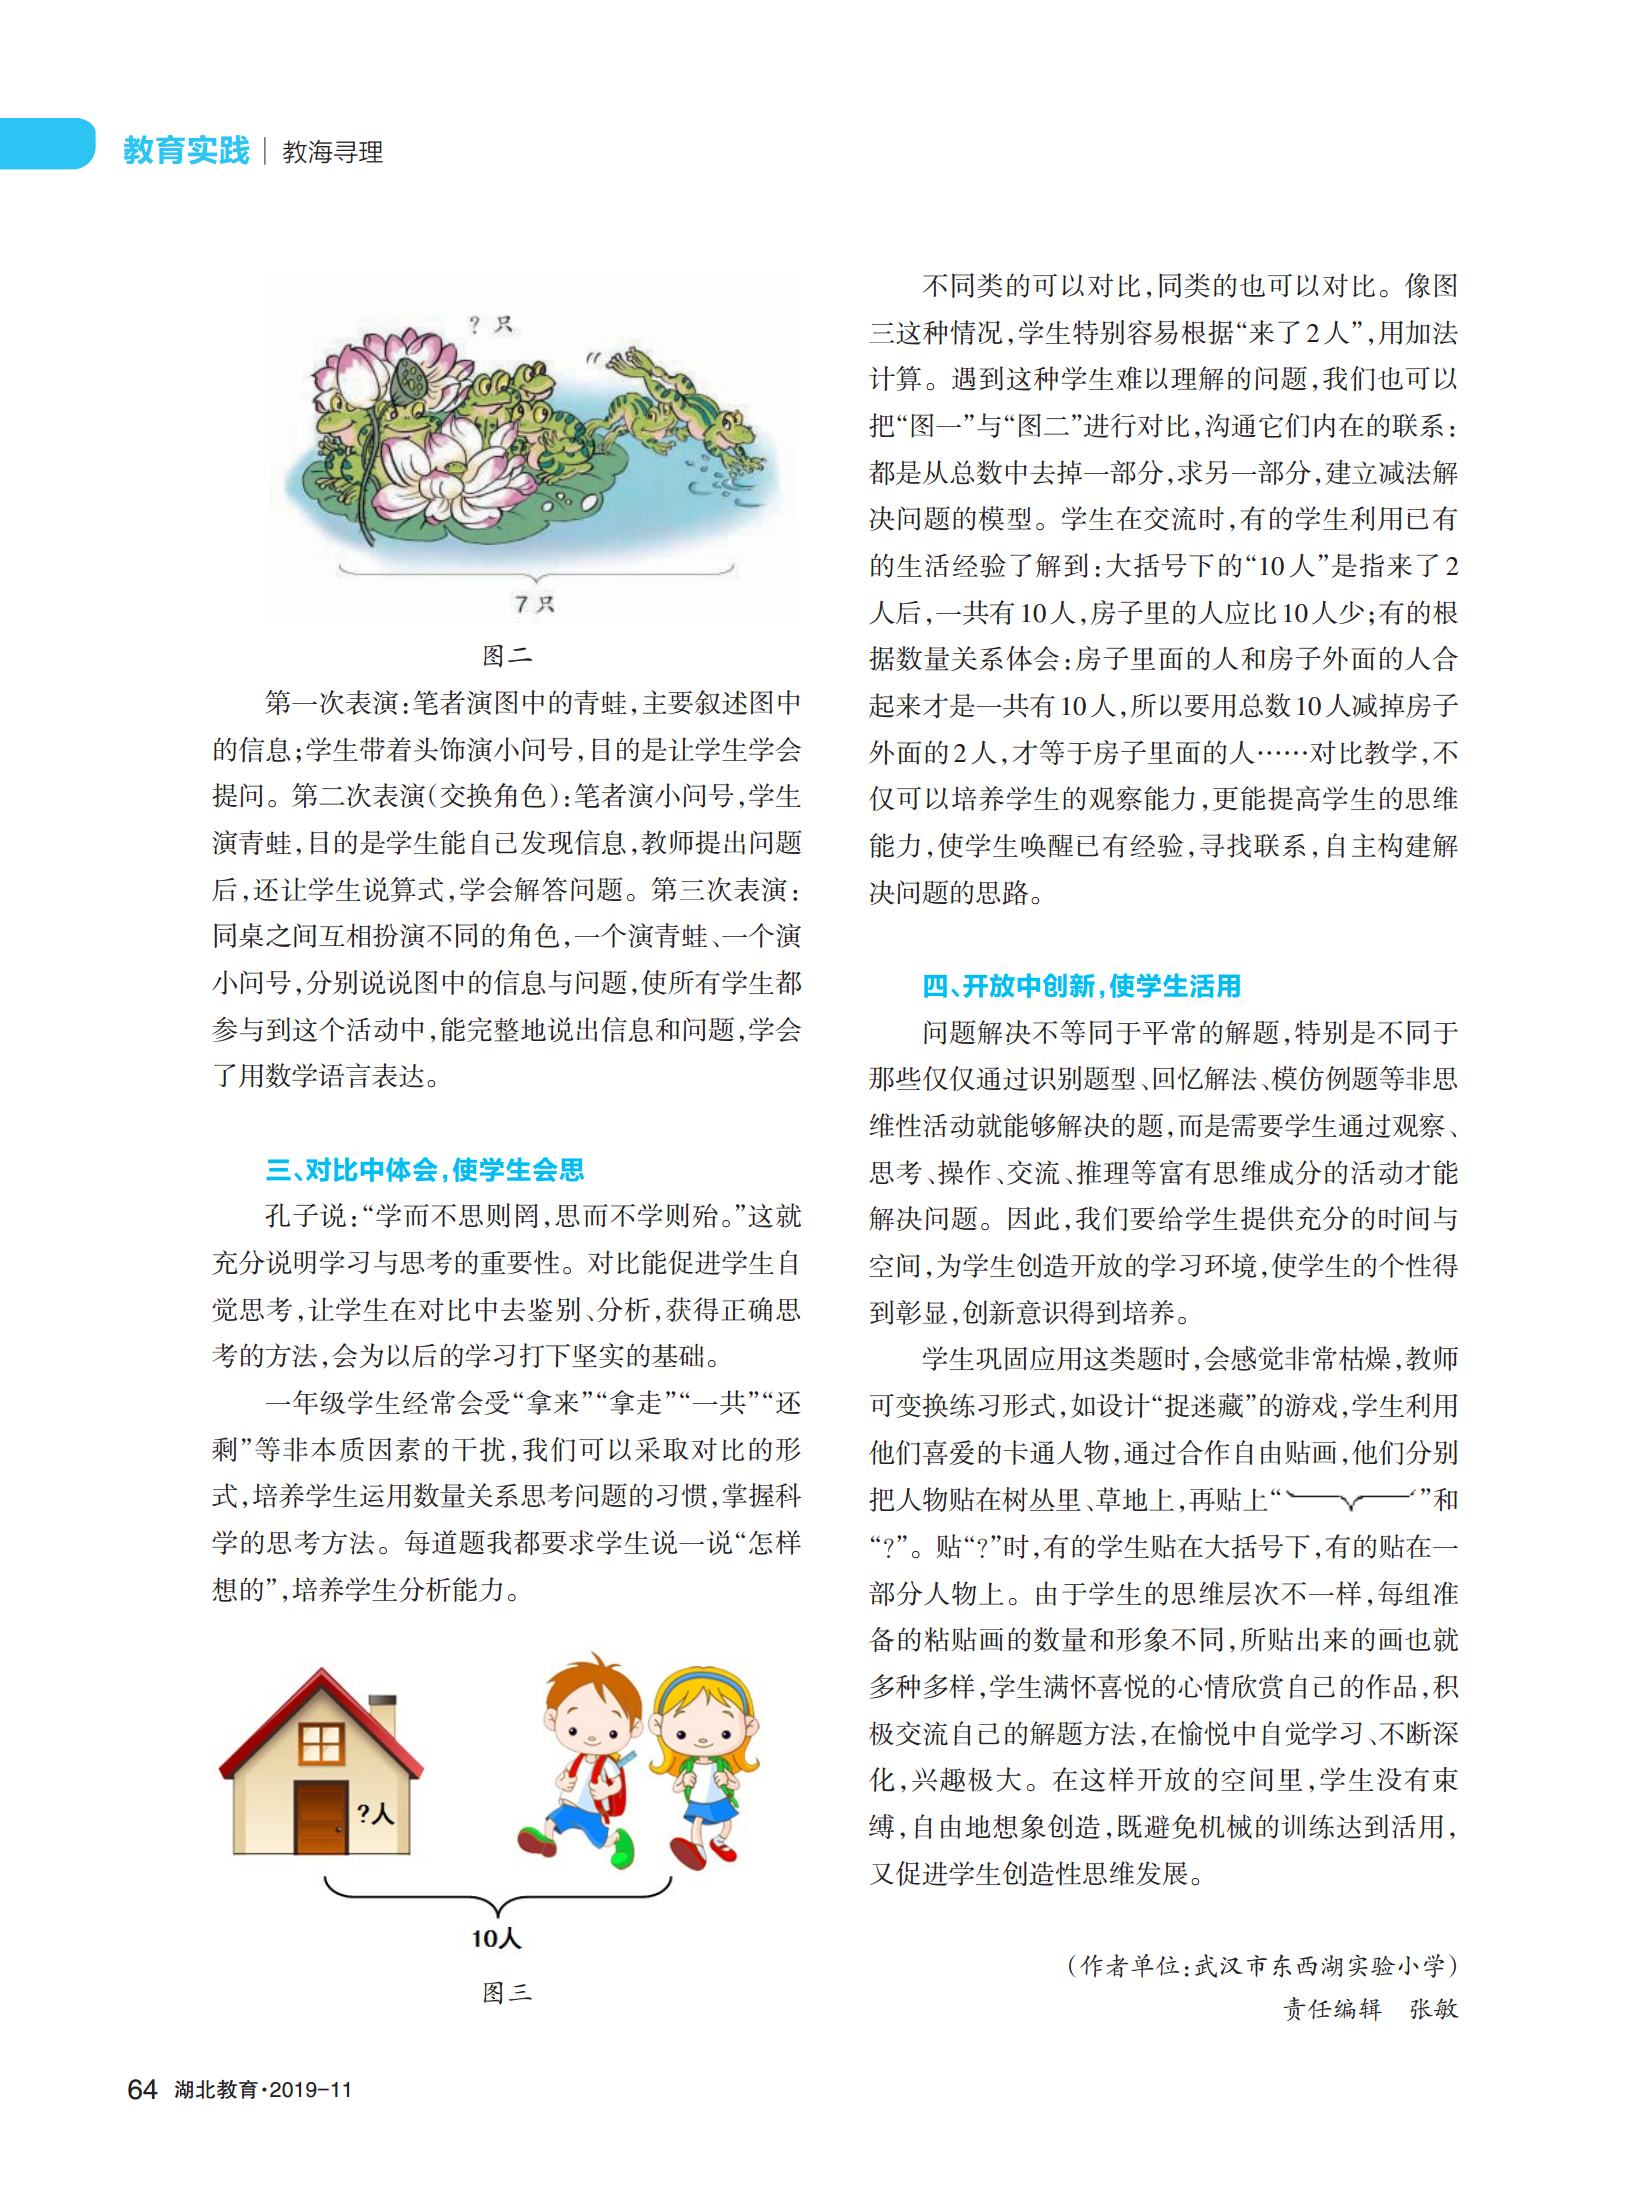 教育实践 | 教海寻理
? 只
7 只
图二
第一次表演:笔者演图中的青蛙,主要叙述图中
的信息;学生带着头饰演小问号,目的是让学生学会
提问。第二次表演(交换角色):笔者演小问号,学生
演青蛙,目的是学生能自己发现信息,教师提出问题
后,还让学生说算式,学会解答问题。第三次表演:
同桌之间互相扮演不同的角色,一个演青蛙、一个演
小问号,分别说说图中的信息与问题,使所有学生都
参与到这个活动中,能完整地说出信息和问题,学会
了用数学语言表达。
三、对比中体会,使学生会思
孔子说:“学而不思则罔,思而不学则殆。”这就
充分说明学习与思考的重要性。对比能促进学生自
觉思考,让学生在对比中去鉴别、分析,获得正确思
考的方法,会为以后的学习打下坚实的基础。
一年级学生经常会受“拿来”“拿走”“一共”“还
剩”等非本质因素的干扰,我们可以采取对比的形
式,培养学生运用数量关系思考问题的习惯,掌握科
学的思考方法。每道题我都要求学生说一说“怎样
想的”,培养学生分析能力。
?人
10人
图三
不同类的可以对比,同类的也可以对比。像图
三这种情况,学生特别容易根据“来了2人”,用加法
计算。遇到这种学生难以理解的问题,我们也可以
把“图一”与“图二”进行对比,沟通它们内在的联系:
都是从总数中去掉一部分,求另一部分,建立减法解
决问题的模型。学生在交流时,有的学生利用已有
的生活经验了解到:大括号下的“10人”是指来了2
人后,一共有10人,房子里的人应比10人少;有的根
据数量关系体会:房子里面的人和房子外面的人合
起来才是一共有10人,所以要用总数10人减掉房子
外面的2人,才等于房子里面的人……对比教学,不
仅可以培养学生的观察能力,更能提高学生的思维
能力,使学生唤醒已有经验,寻找联系,自主构建解
决问题的思路。
四、开放中创新,使学生活用
问题解决不等同于平常的解题,特别是不同于
那些仅仅通过识别题型、回忆解法、模仿例题等非思
维性活动就能够解决的题,而是需要学生通过观察、
思考、操作、交流、推理等富有思维成分的活动才能
解决问题。因此,我们要给学生提供充分的时间与
空间,为学生创造开放的学习环境,使学生的个性得
到彰显,创新意识得到培养。
学生巩固应用这类题时,会感觉非常枯燥,教师
可变换练习形式,如设计“捉迷藏”的游戏,学生利用
他们喜爱的卡通人物,通过合作自由贴画,他们分别
把人物贴在树丛里、草地上,再贴上“”和
“?”。贴“?”时,有的学生贴在大括号下,有的贴在一
部分人物上。由于学生的思维层次不一样,每组准
备的粘贴画的数量和形象不同,所贴出来的画也就
多种多样,学生满怀喜悦的心情欣赏自己的作品,积
极交流自己的解题方法,在愉悦中自觉学习、不断深
化,兴趣极大。在这样开放的空间里,学生没有束
缚,自由地想象创造,既避免机械的训练达到活用,
又促进学生创造性思维发展。
(作者单位:武汉市东西湖实验小学)
责任编辑 张敏
64 湖北教育·2019-11